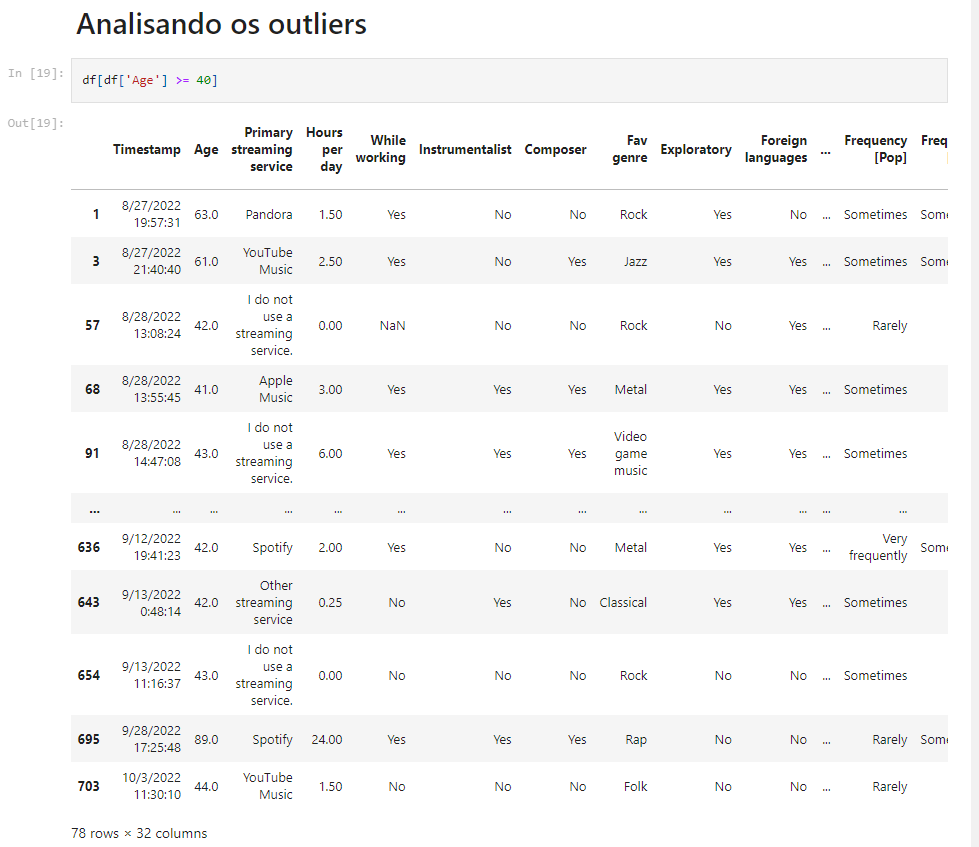 Analisando os outliers
In [19]:
df[df['Age'] >= 40]
Out[19]:
Timestamp Age Primary streaming service Hours per day While working Instrumentalist Composer Fav genre Exploratory Foreign languages ... Frequency [Pop] Freq
1 8/27/2022 19:57:31 63.0 Pandora 1.50 Yes No No Rock Yes No ... Sometimes Som
3 8/27/2022 21:40:40 61.0 YouTube Music 2.50 Yes No Yes Jazz Yes Yes ... Sometimes Som
57 8/28/2022 13:08:24 42.0 I do not use a streaming service. 0.00 NaN No No Rock No Yes ... Rarely
68 8/28/2022 13:55:45 41.0 Apple Music 3.00 Yes Yes Yes Metal Yes Yes ... Sometimes
91 8/28/2022 14:47:08 43.0 I do not use a streaming service. 6.00 Yes Yes Yes Video game music Yes Yes ... Sometimes
... ... ... ... ... ... ... ... ... ... ... ... ...
636 9/12/2022 19:41:23 42.0 Spotify 2.00 Yes No No Metal Yes Yes ... Very frequently Some
643 9/13/2022 0:48:14 42.0 Other streaming service 0.25 No Yes No Classical Yes Yes ... Sometimes
654 9/13/2022 11:16:37 43.0 I do not use a streaming service. 0.00 No No No Rock No No ... Sometimes
695 9/28/2022 17:25:48 89.0 Spotify 24.00 Yes Yes Yes Rap No No ... Rarely Some
703 10/3/2022 11:30:10 44.0 YouTube Music 1.50 No No No Folk No No ... Rarely
78 rows × 32 columns